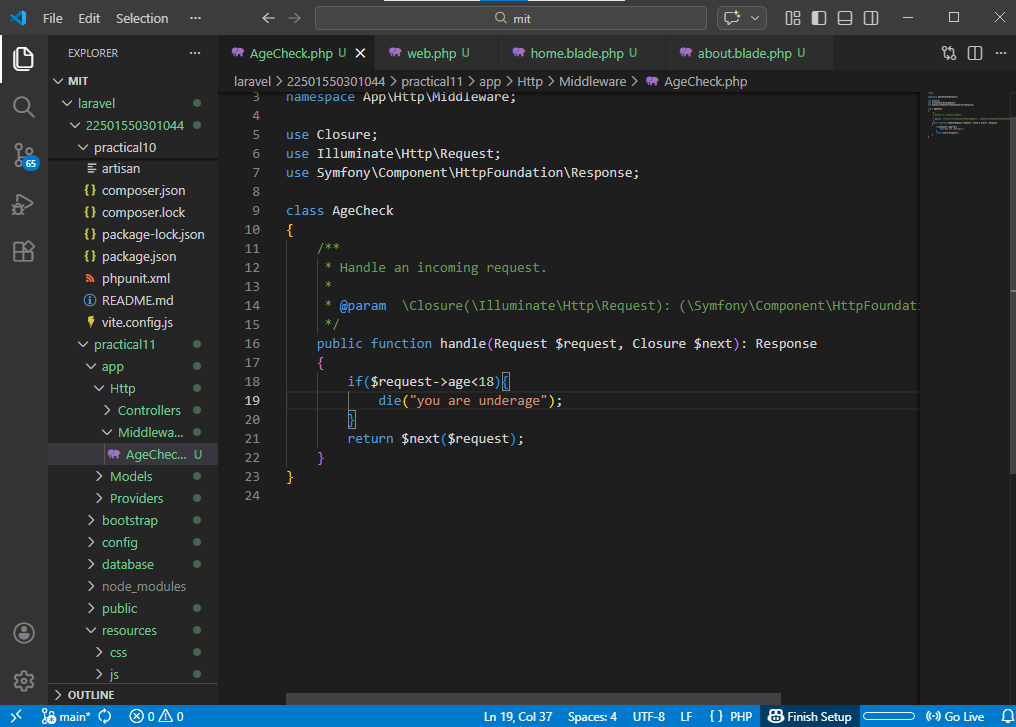 File Edit Selection ··· mit
EXPLORER ···
MIT
laravel
22501550301044
practical10
artisan
{} composer.json
{} composer.lock
{} package-lock.json
{} package.json
phpunit.xml
README.md
vite.config.js
practical11
app
Http
Controllers
Middlewa...
AgeChec... U
Models
Providers
bootstrap
config
database
node_modules
public
resources
css
js
OUTLINE
65
AgeCheck.php U web.php U home.blade.php U about.blade.php U ···
laravel > 22501550301044 > practical11 > app > Http > Middleware > AgeCheck.php
3 namespace App\Http\Middleware;
4
5 use Closure;
6 use Illuminate\Http\Request;
7 use Symfony\Component\HttpFoundation\Response;
8
9 class AgeCheck
10 {
11 /**
12 * Handle an incoming request.
13 *
14 * @param \Closure(\Illuminate\Http\Request): (\Symfony\Component\HttpFoundati
15 */
16 public function handle(Request $request, Closure $next): Response
17 {
18 if($request->age<18){
19 die("you are underage");
20 }
21 return $next($request);
22 }
23 }
24
main* 0 0 Ln 19, Col 37 Spaces: 4 UTF-8 LF {} PHP Finish Setup Go Live